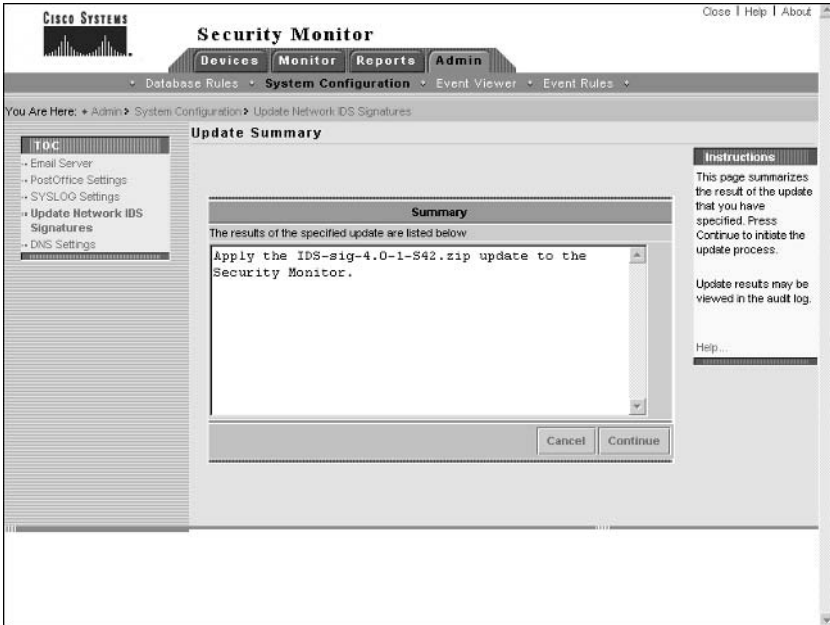 Close | Help | About
CISCO SYSTEMS
Security Monitor
Devices Monitor Reports Admin
Database Rules System Configuration Event Viewer Event Rules
You Are Here: Admin > System Configuration > Update Network IDS Signatures
TOC
Email Server
PostOffice Settings
SYSLOG Settings
Update Network IDS
Signatures
DNS Settings
Update Summary
Summary
The results of the specified update are listed below
Apply the IDS-sig-4.0-1-S42.zip update to the
Security Monitor.
Cancel Continue
Instructions
This page summarizes
the result of the update
that you have
specified. Press
Continue to initiate the
update process.
Update results may be
viewed in the audit log.
Help...